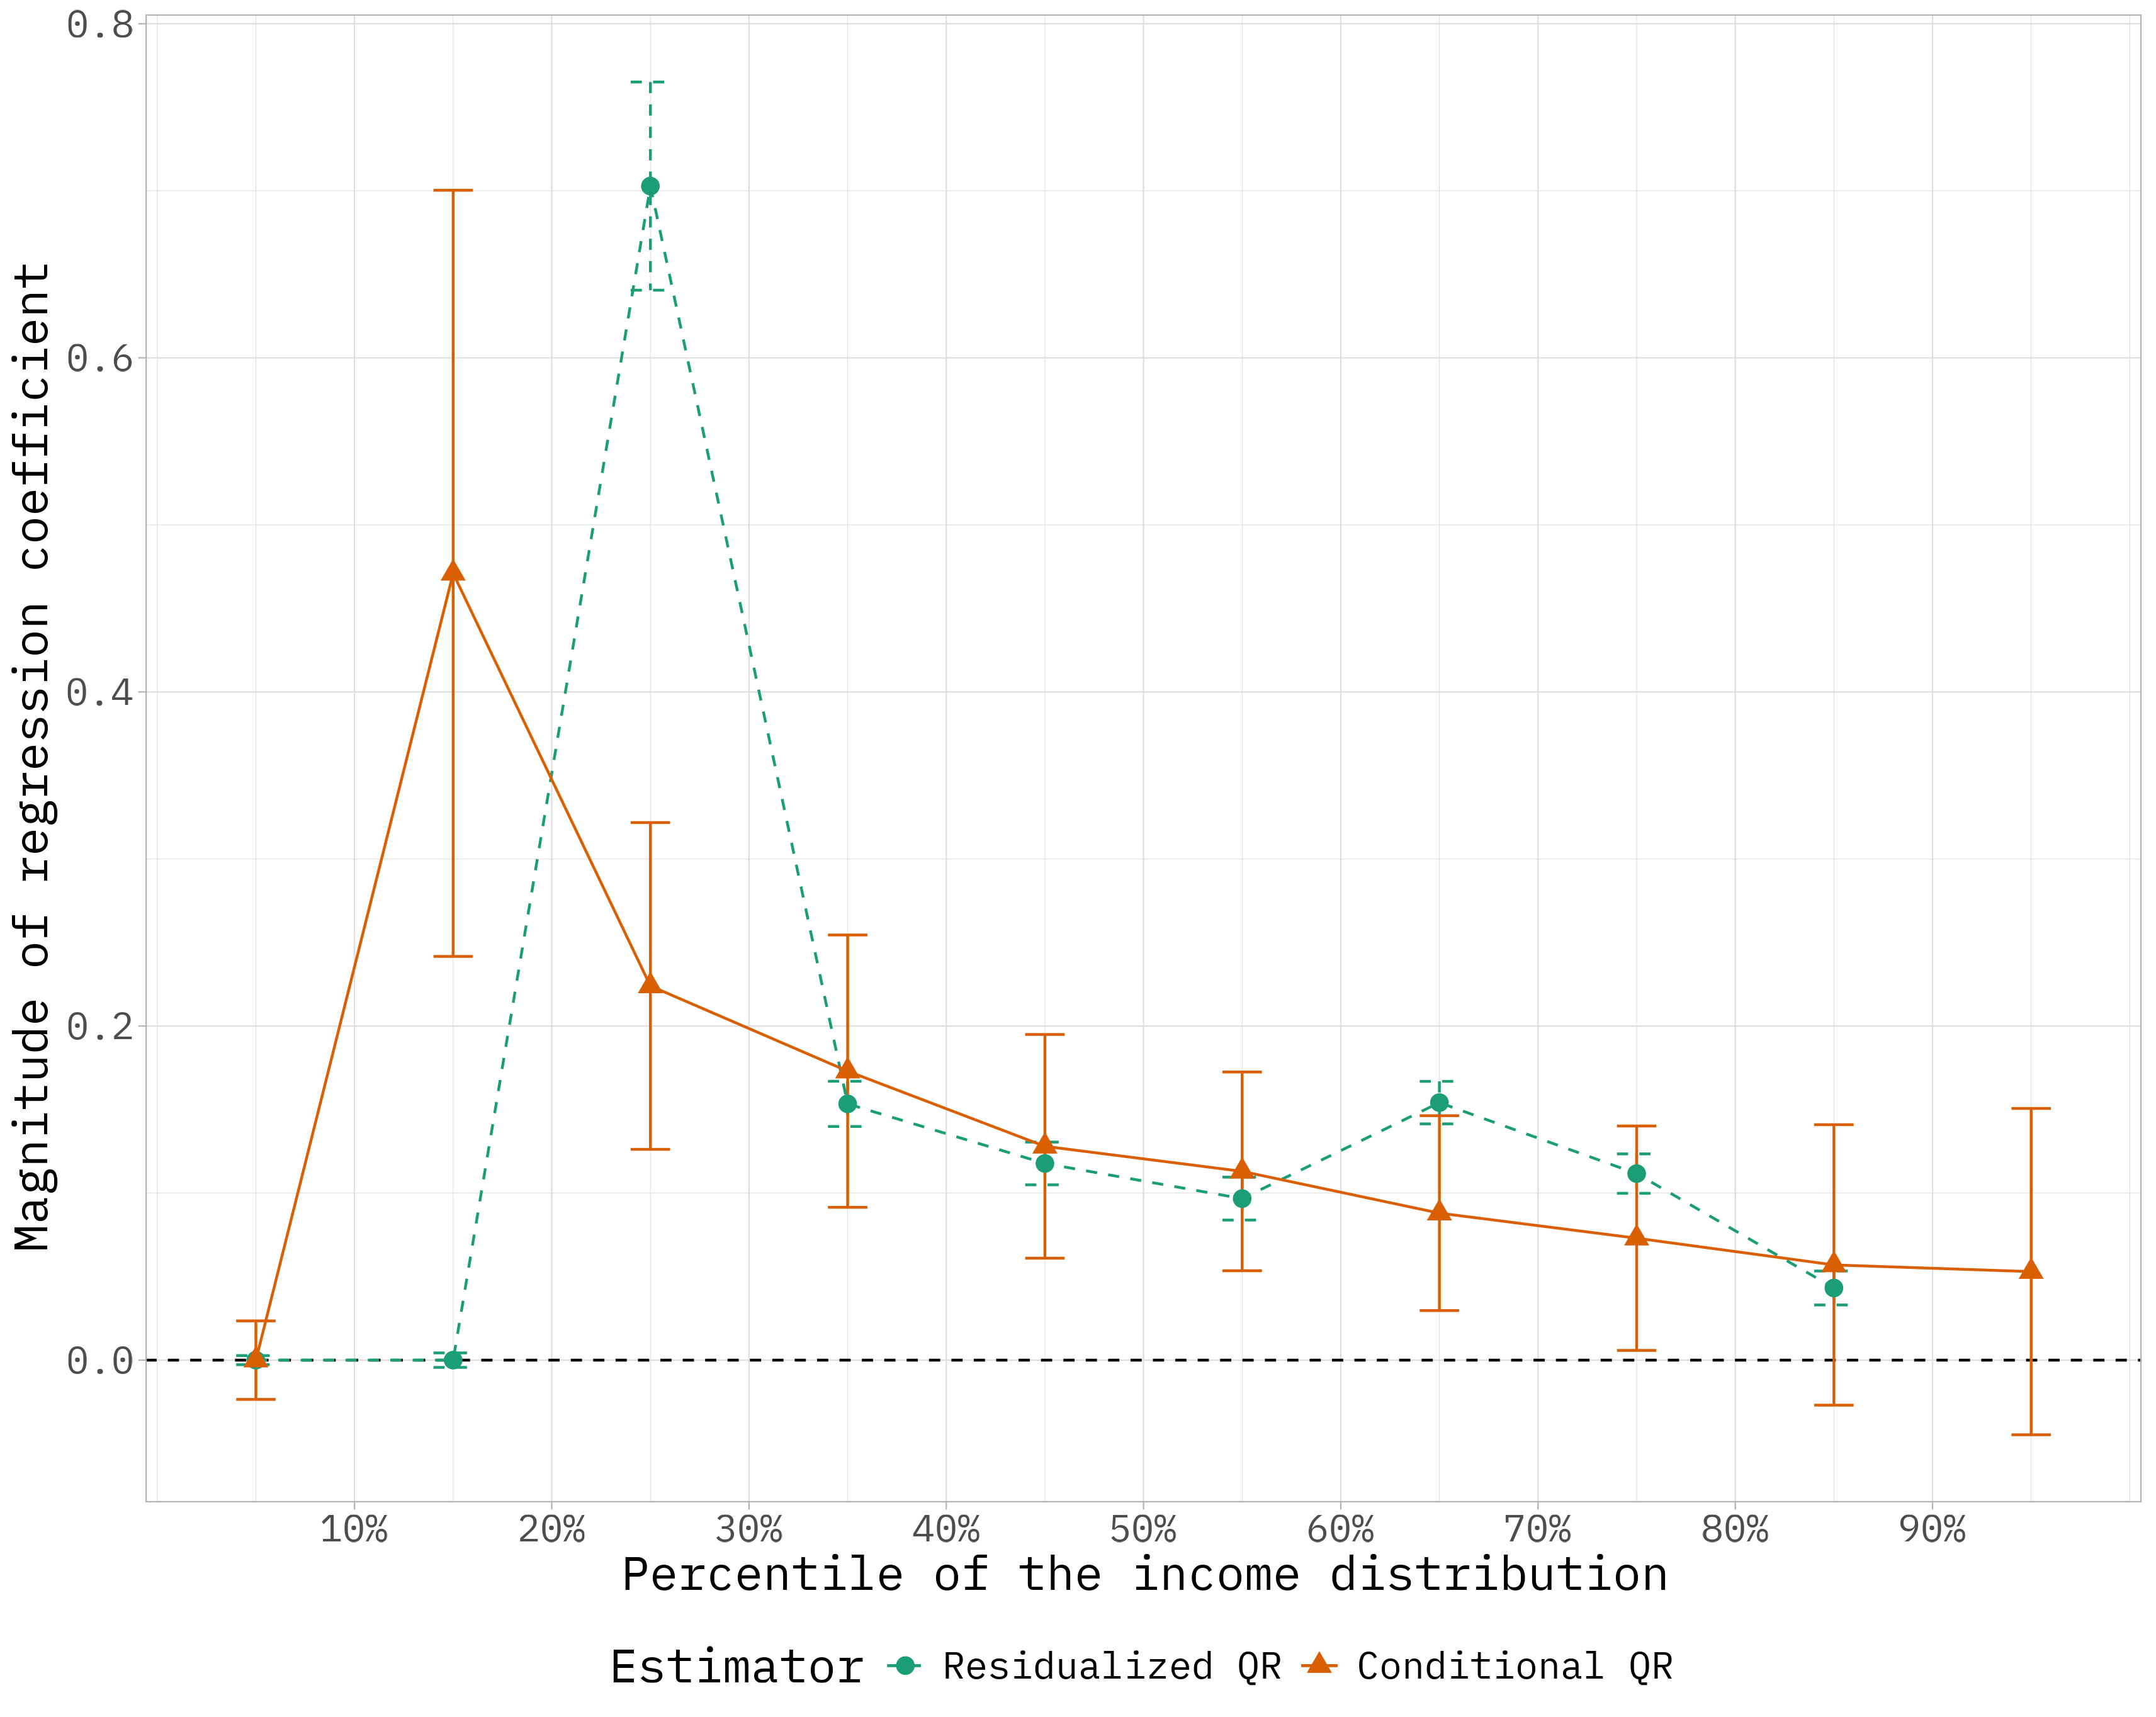 Magnitude of regression coefficient
0.8
0.6
0.4
0.2
0.0
10% 20% 30% 40% 50% 60% 70% 80% 90%
Percentile of the income distribution
Estimator Residualized QR Conditional QR